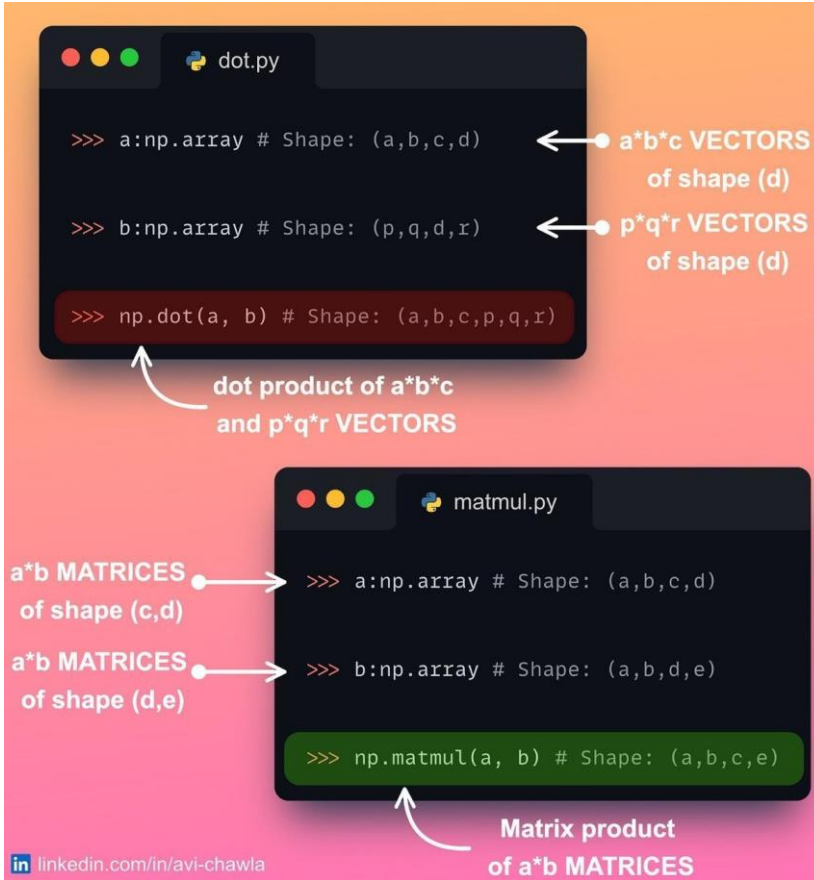 dot.py
>>> a:np.array # Shape: (a,b,c,d)
a*b*c VECTORS
of shape (d)
>>> b:np.array # Shape: (p,q,d,r)
p*q*r VECTORS
of shape (d)
>>> np.dot(a, b) # Shape: (a,b,c,p,q,r)
dot product of a*b*c
and p*q*r VECTORS
matmul.py
a*b MATRICES
of shape (c,d)
>>> a:np.array # Shape: (a,b,c,d)
a*b MATRICES
of shape (d,e)
>>> b:np.array # Shape: (a,b,d,e)
>>> np.matmul(a, b) # Shape: (a,b,c,e)
Matrix product
of a*b MATRICES
in linkedin.com/in/avi-chawla